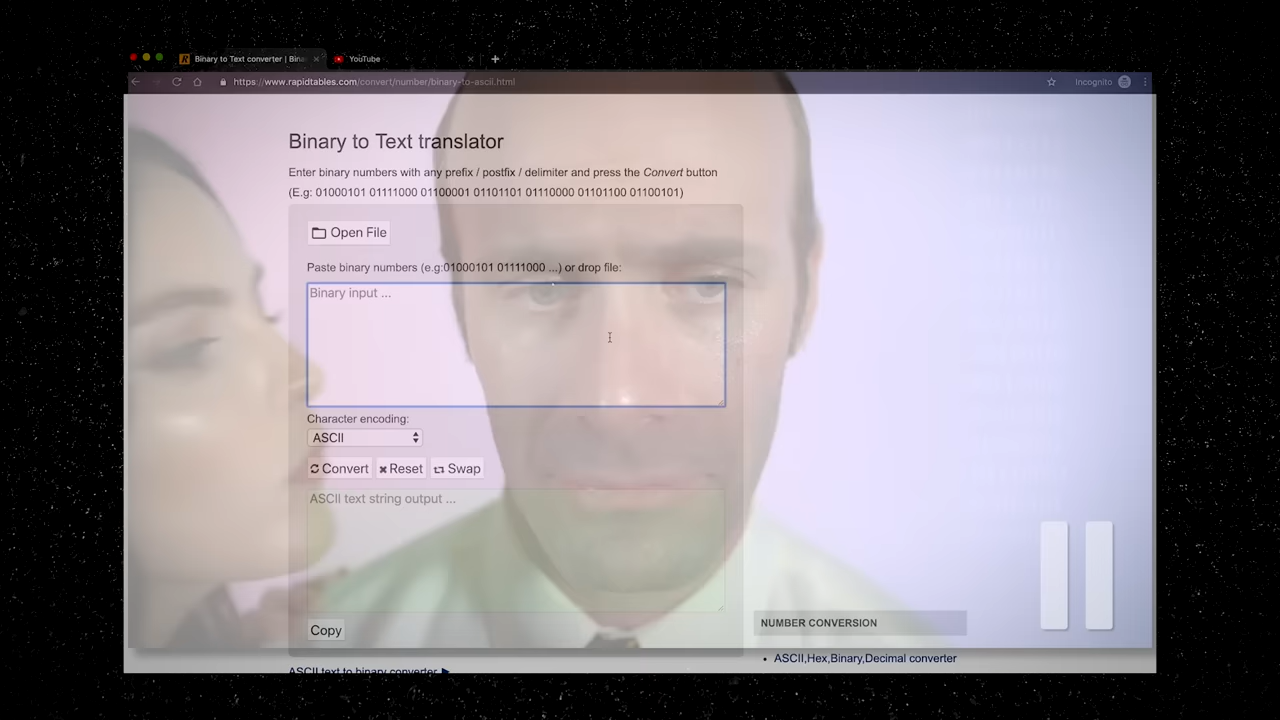 Binary to Text converter | Bina
YouTube
https://www.rapidtables.com/convert/number/binary-to-ascii.html
Incognito
Binary to Text translator
Enter binary numbers with any prefix / postfix / delimiter and press the Convert button
(E.g: 01000101 01111000 01100001 01101101 01110000 01101100 01100101)
Open File
Paste binary numbers (e.g:01000101 01111000 ...) or drop file:
Binary input ...
Character encoding:
ASCII
Convert Reset Swap
ASCII text string output ...
Copy
NUMBER CONVERSION
ASCII,Hex,Binary,Decimal converter
ASCII text to binary converter ►